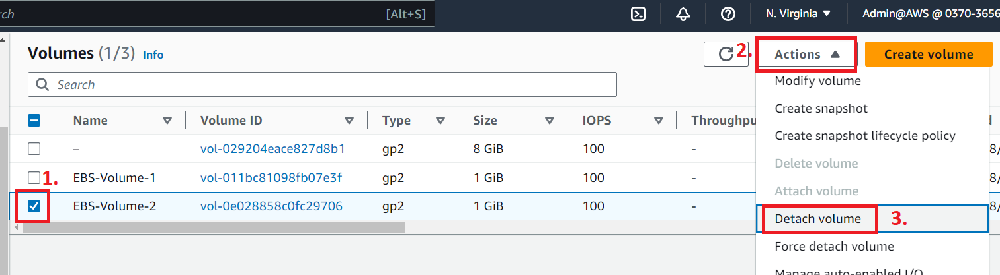 rch [Alt+S] N. Virginia ▼ Admin@AWS @ 0370-3656
Volumes (1/3) Info 2. Actions ▲ Create volume
Search
Modify volume
Create snapshot
Name Volume ID Type Size IOPS Throughpu
Create snapshot lifecycle policy
– vol-029204eace827d8b1 gp2 8 GiB 100 - 8/
Delete volume
1. EBS-Volume-1 vol-011bc81098fb07e3f gp2 1 GiB 100 - 8/
Attach volume
EBS-Volume-2 vol-0e028858c0fc29706 gp2 1 GiB 100 - 8/
Detach volume 3.
Force detach volume
Manage auto-enabled I/O